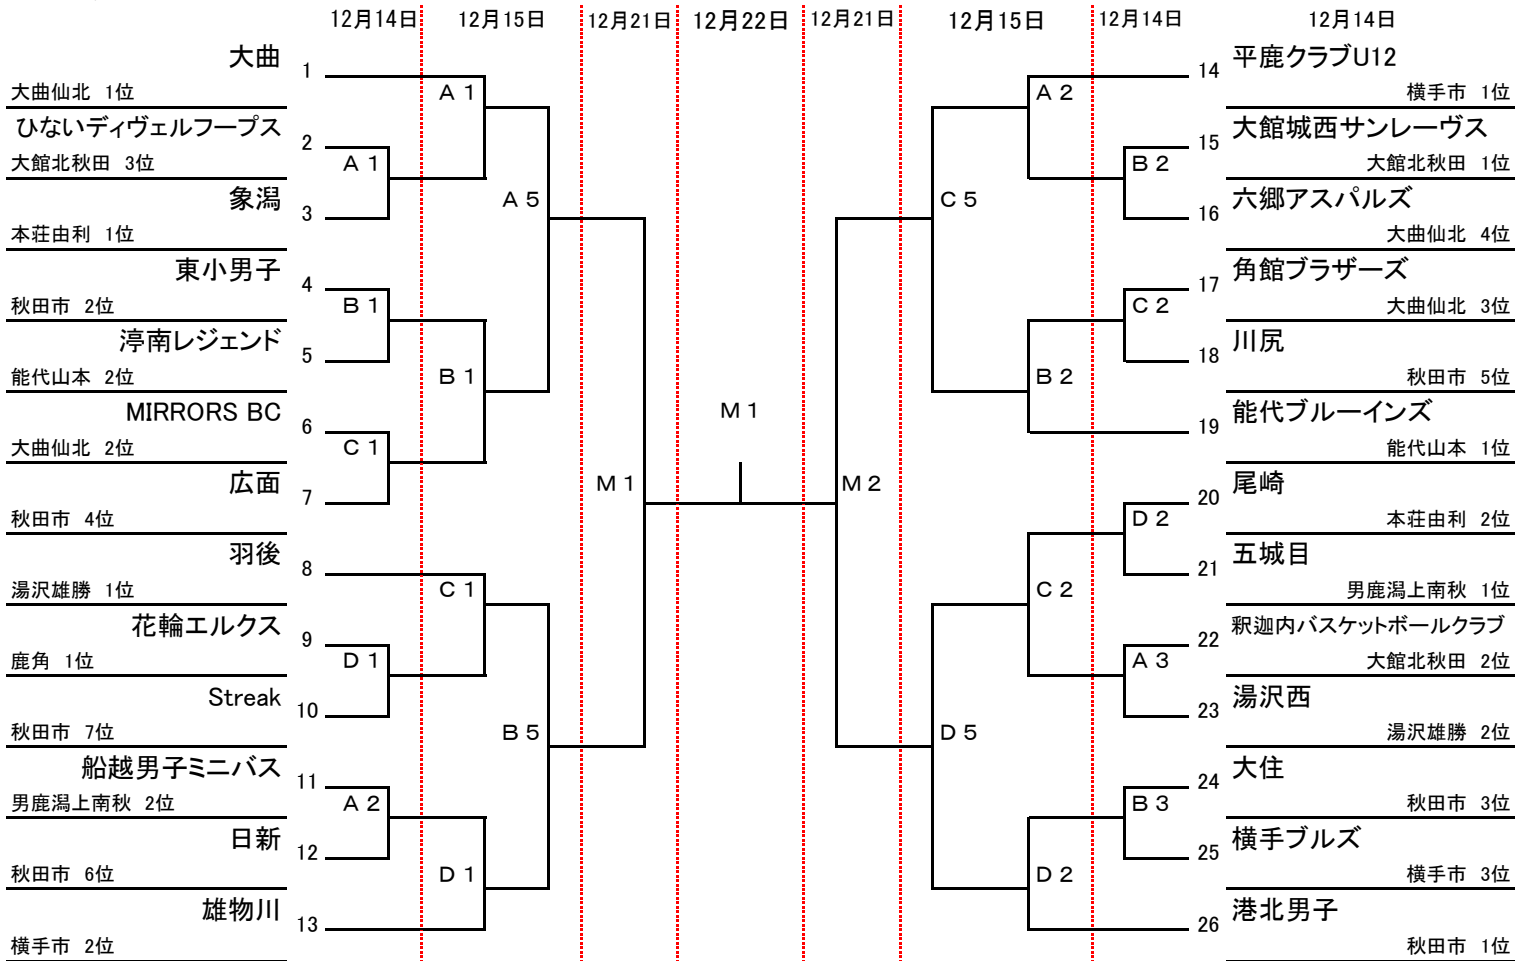 12月14日 12月15日 12月21日 12月22日 12月21日 12月15日 12月14日 12月14日
大曲 1
大曲仙北 1位
ひないディヴェルフープス 2
大館北秋田 3位
象潟 3
本荘由利 1位
東小男子 4
秋田市 2位
渟南レジェンド 5
能代山本 2位
MIRRORS BC 6
大曲仙北 2位
広面 7
秋田市 4位
羽後 8
湯沢雄勝 1位
花輪エルクス 9
鹿角 1位
Streak 10
秋田市 7位
船越男子ミニバス 11
男鹿潟上南秋 2位
日新 12
秋田市 6位
雄物川 13
横手市 2位
A 1
B 1
C 1
D 1
A 2
A 1
B 1
C 1
D 1
A 5
B 5
M 1
M 1
M 2
C 5
D 5
A 2
B 2
C 2
D 2
B 2
C 2
D 2
A 3
B 3
14 平鹿クラブU12
横手市 1位
15 大館城西サンレーヴス
大館北秋田 1位
16 六郷アスパルズ
大曲仙北 4位
17 角館ブラザーズ
大曲仙北 3位
18 川尻
秋田市 5位
19 能代ブルーインズ
能代山本 1位
20 尾崎
本荘由利 2位
21 五城目
男鹿潟上南秋 1位
22 釈迦内バスケットボールクラブ
大館北秋田 2位
23 湯沢西
湯沢雄勝 2位
24 大住
秋田市 3位
25 横手ブルズ
横手市 3位
26 港北男子
秋田市 1位